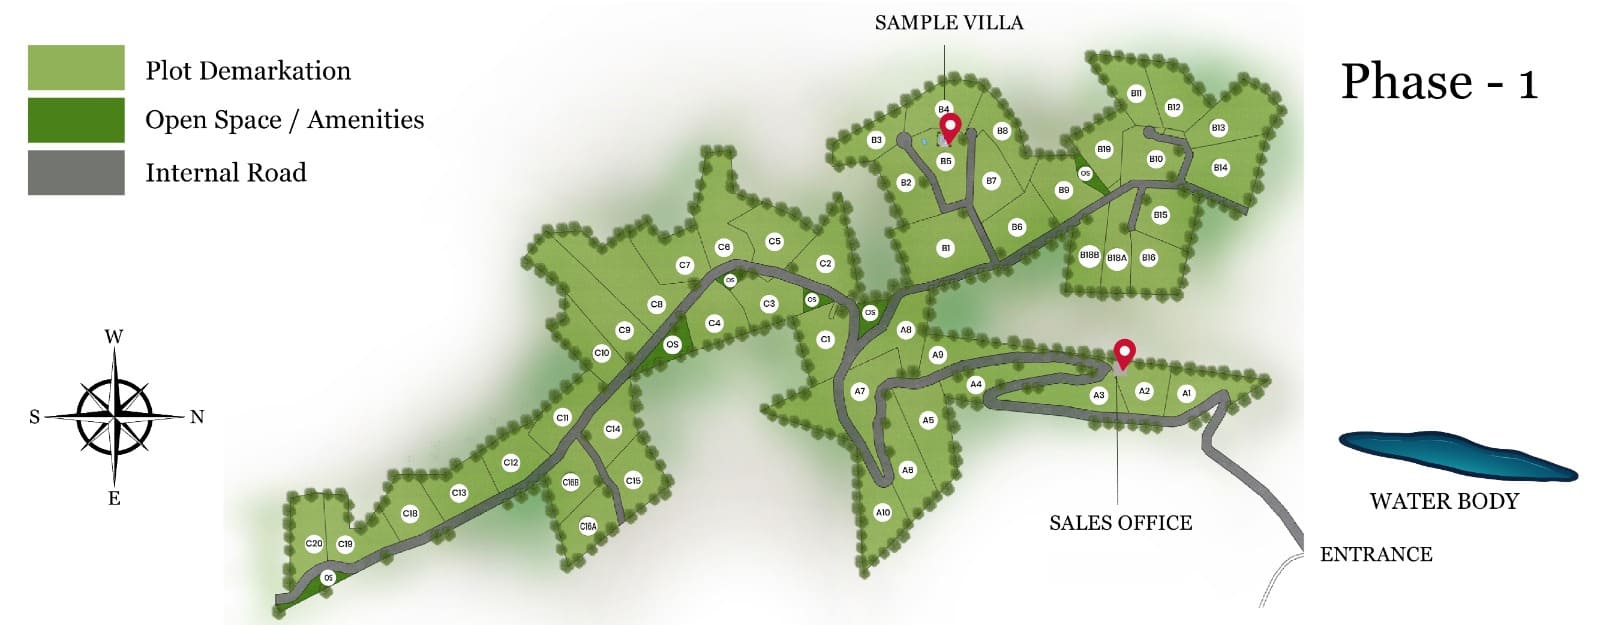 SAMPLE VILLA
Phase - 1
Plot Demarkation
Open Space / Amenities
Internal Road
B11
B12
B4
B13
B8
B3
B19
B10
B14
B5
OS
B2
B7
B9
B15
B6
B1
B18B
B18A
B16
C5
C6
C2
C7
OS
C8
C3
OS
OS
C4
C9
A8
C1
OS
C10
A9
W
S
N
E
A4
A7
A3
A2
A1
C11
A5
C14
C12
A6
C15
C16B
C13
WATER BODY
C18
A10
C16A
SALES OFFICE
C20
C19
ENTRANCE
OS